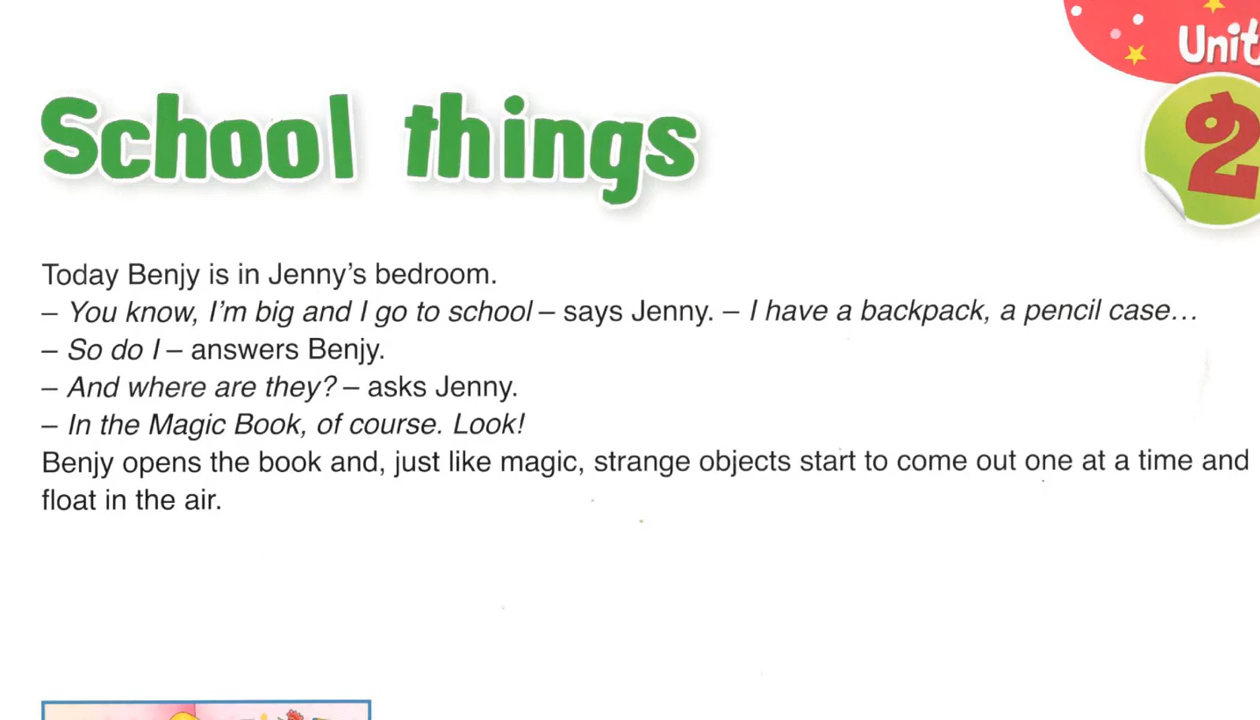 Unit
2
School things
Today Benjy is in Jenny's bedroom.
– You know, I'm big and I go to school – says Jenny. – I have a backpack, a pencil case...
– So do I – answers Benjy.
– And where are they? – asks Jenny.
– In the Magic Book, of course. Look!
Benjy opens the book and, just like magic, strange objects start to come out one at a time and
float in the air.